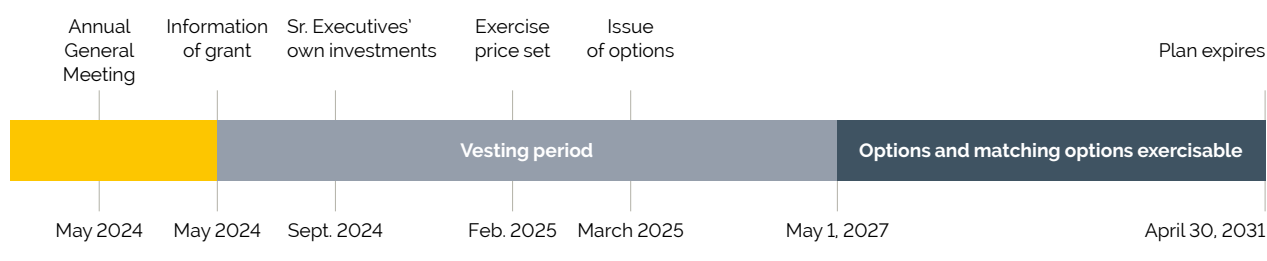 Annual
General
Meeting
Information
of grant
Sr. Executives'
own investments
Exercise
price set
Issue
of options
Plan expires
Vesting period
Options and matching options exercisable
May 2024
May 2024
Sept. 2024
Feb. 2025
March 2025
May 1, 2027
April 30, 2031